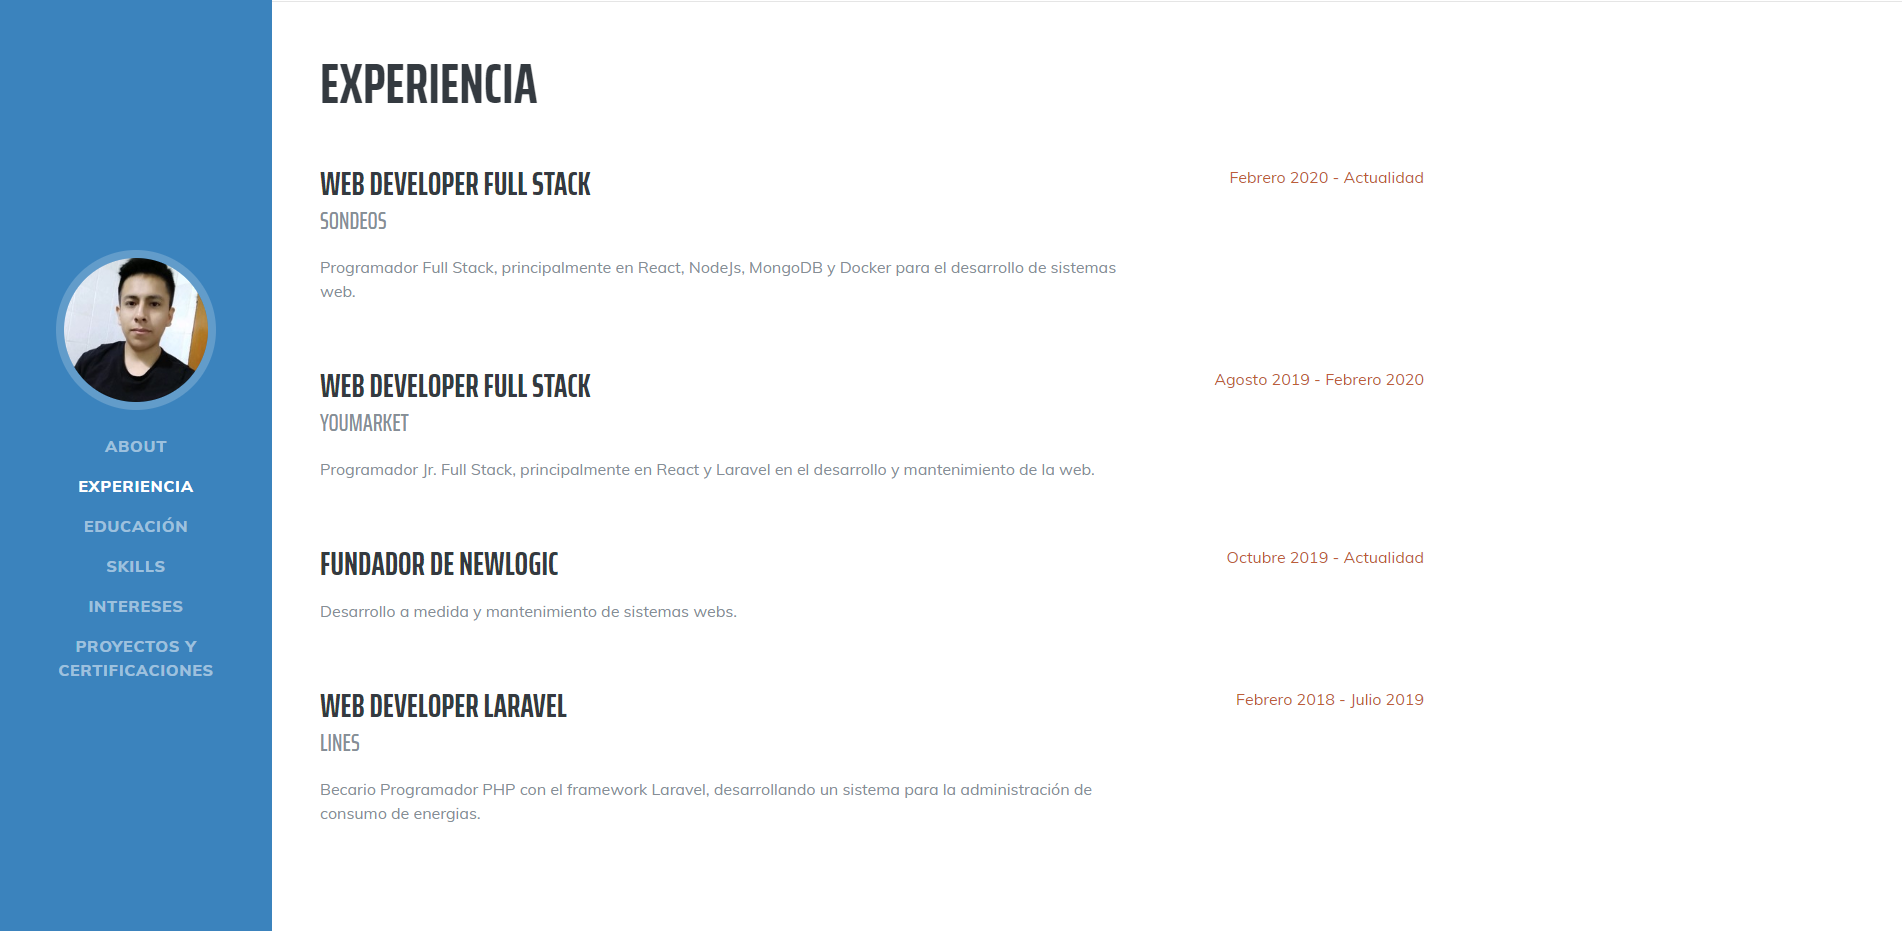 ABOUT
EXPERIENCIA
EDUCACIÓN
SKILLS
INTERESES
PROYECTOS Y
CERTIFICACIONES
EXPERIENCIA
WEB DEVELOPER FULL STACK
Febrero 2020 - Actualidad
SONDEOS
Programador Full Stack, principalmente en React, NodeJs, MongoDB y Docker para el desarrollo de sistemas
web.
WEB DEVELOPER FULL STACK
Agosto 2019 - Febrero 2020
YOUMARKET
Programador Jr. Full Stack, principalmente en React y Laravel en el desarrollo y mantenimiento de la web.
FUNDADOR DE NEWLOGIC
Octubre 2019 - Actualidad
Desarrollo a medida y mantenimiento de sistemas webs.
WEB DEVELOPER LARAVEL
Febrero 2018 - Julio 2019
LINES
Becario Programador PHP con el framework Laravel, desarrollando un sistema para la administración de
consumo de energias.